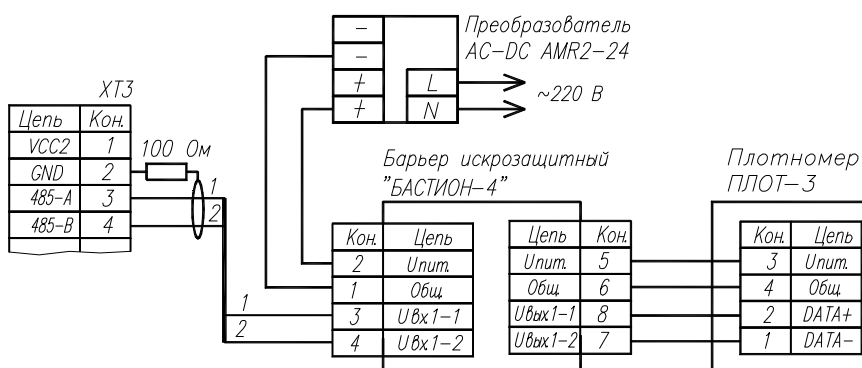 Преобразователь
AC-DC AMR2-24
-
-
+ L
+ N
~220 В
XT3
Цепь Кон.
VCC2 1
GND 2
485-A 3
485-B 4
100 Ом
1
2
Барьер искрозащитный
"БАСТИОН-4"
Плотномер
ПЛОТ-3
Кон. Цепь
2 Uпит.
1 Общ.
3 Uвх1-1
4 Uвх1-2
1
2
Цепь Кон.
Uпит. 5
Общ. 6
Uвых1-1 8
Uвых1-2 7
Кон. Цепь
3 Uпит.
4 Общ.
2 DATA+
1 DATA-